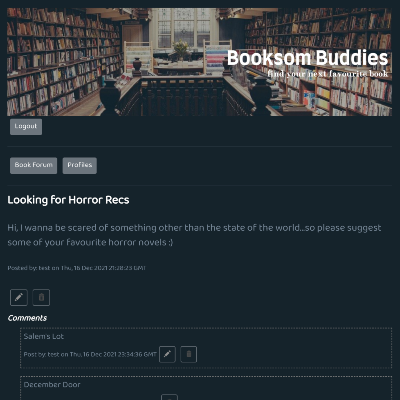 Booksom Buddies
find your next favourite book
Logout
Book Forum Profiles
Looking for Horror Recs
Hi, I wanna be scared of something other than the state of the world...so please suggest
some of your favourite horror novels :)
Posted by: test on Thu, 16 Dec 2021 21:28:23 GMT
Comments
Salem's Lot
Post by: test on Thu, 16 Dec 2021 23:34:36 GMT
December Door